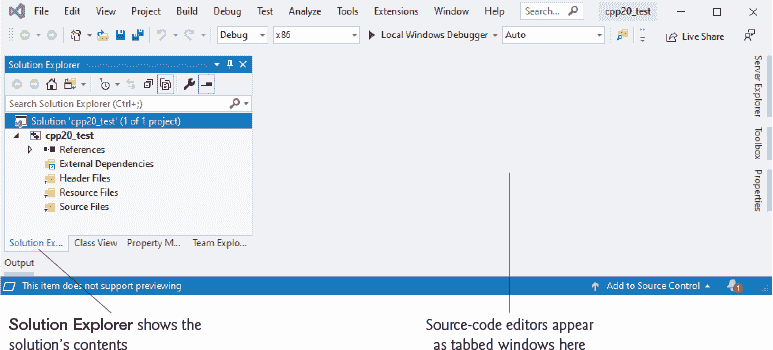 File Edit View Project Build Debug Test Analyze Tools Extensions Window Help Search... cpp20_test
Debug x86 Local Windows Debugger Auto Live Share
Solution Explorer
Search Solution Explorer (Ctrl+;)
Solution 'cpp20_test' (1 of 1 project)
cpp20_test
References
External Dependencies
Header Files
Resource Files
Source Files
Solution Ex... Class View Property M... Team Explo...
Server Explorer
Toolbox
Properties
Output
This item does not support previewing Add to Source Control 1
Solution Explorer shows the
solution's contents
Source-code editors appear
as tabbed windows here